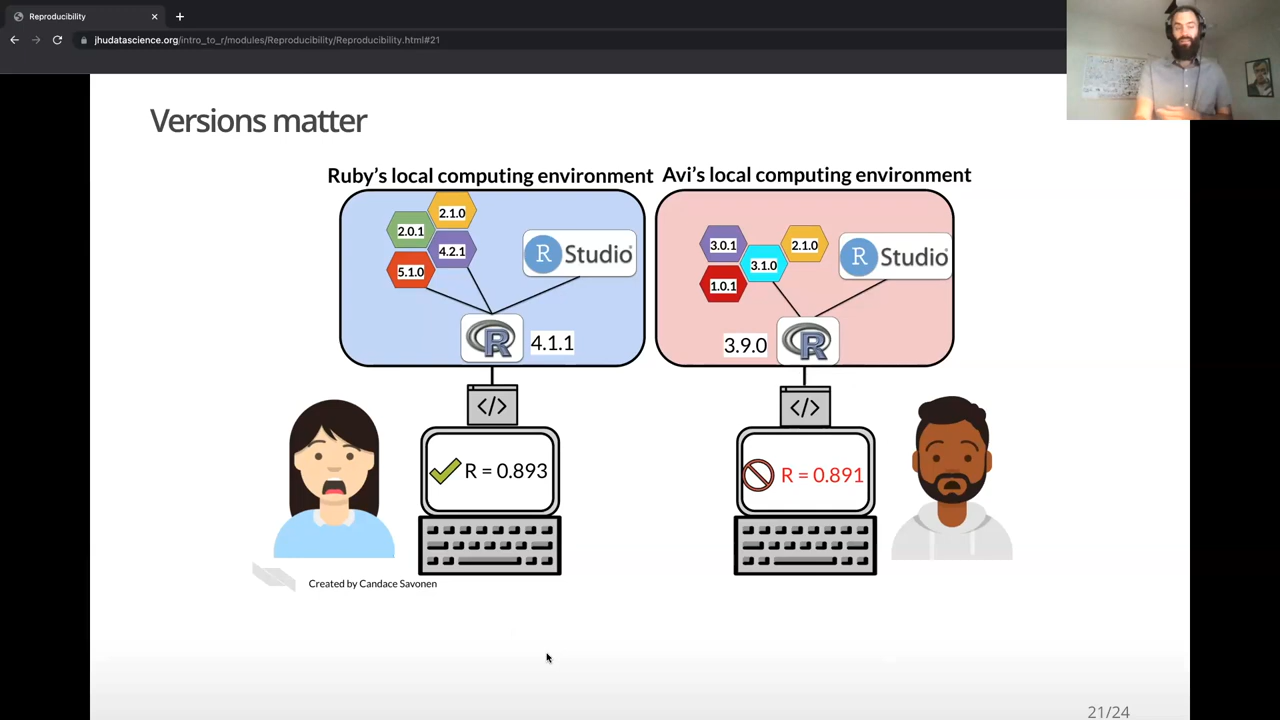 Reproducibility
jhudatascience.org/intro_to_r/modules/Reproducibility/Reproducibility.html#21
Versions matter
Ruby's local computing environment
Avi's local computing environment
2.1.0
2.0.1
4.2.1
5.1.0
R Studio
R
4.1.1
3.0.1
2.1.0
3.1.0
1.0.1
R Studio
3.9.0
R
</>
</>
R = 0.893
R = 0.891
Created by Candace Savonen
21/24